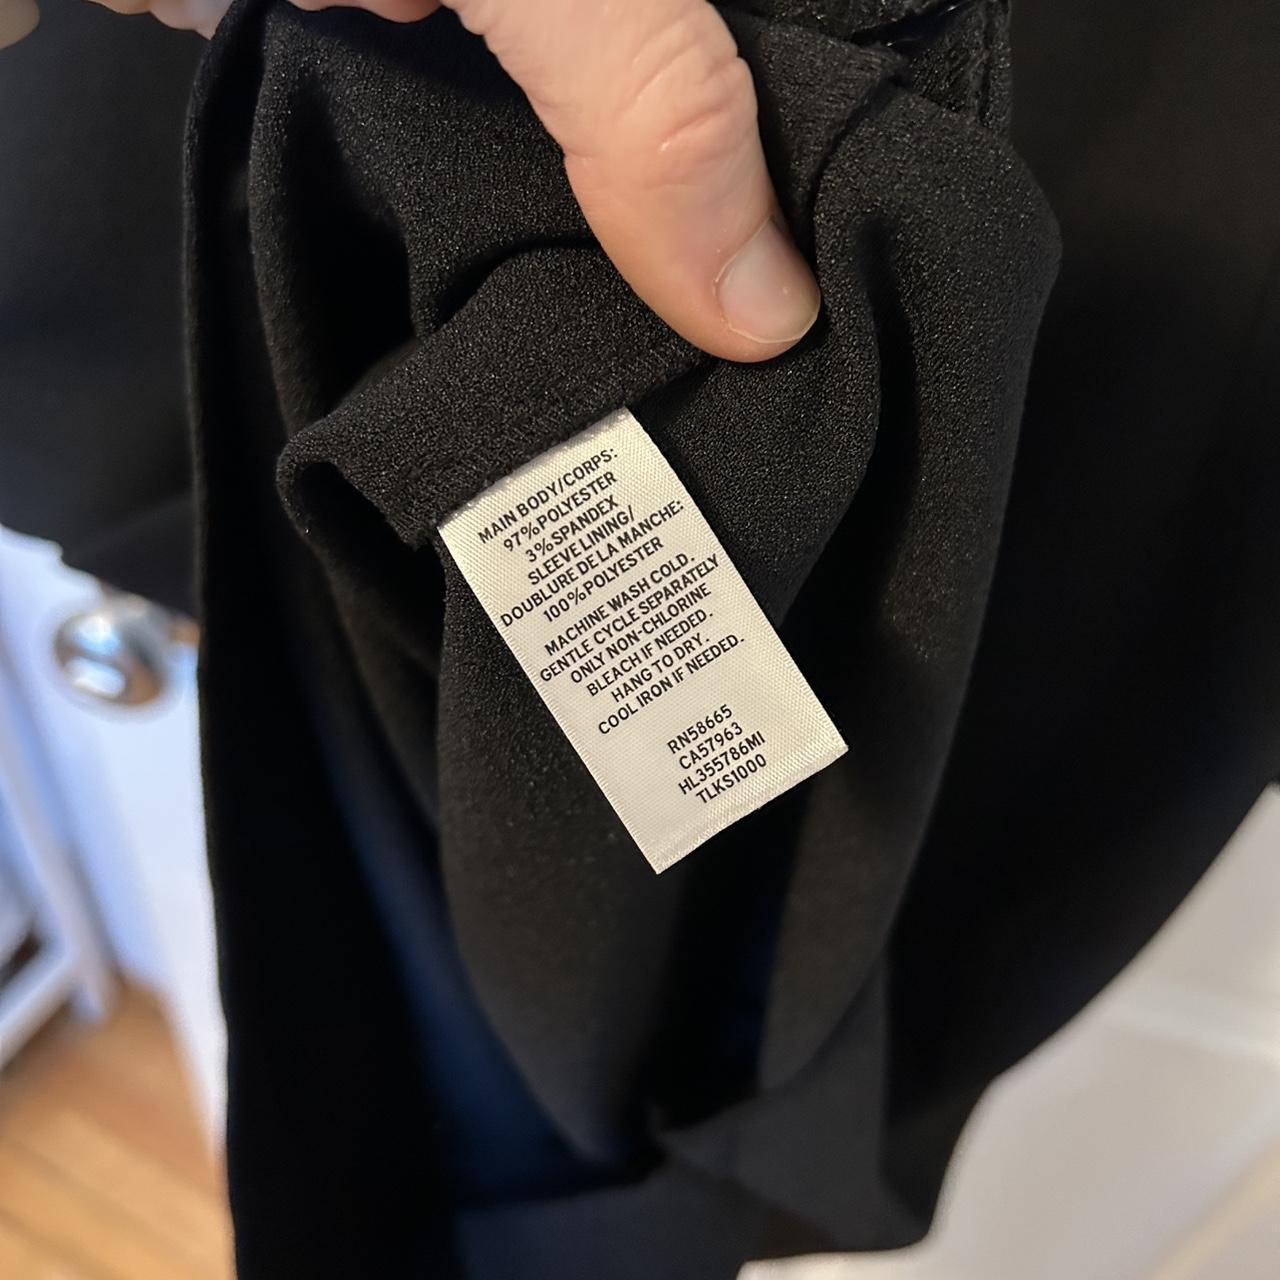 MAIN BODY/CORPS:
97%POLYESTER
3%SPANDEX
SLEEVE LINING/
DOUBLURE DE LA MANCHE:
100%POLYESTER
MACHINE WASH COLD.
GENTLE CYCLE SEPARATELY
ONLY NON-CHLORINE
BLEACH IF NEEDED.
HANG TO DRY.
COOL IRON IF NEEDED.
RN58665
CA57963
HL355786MI
TLKS1000